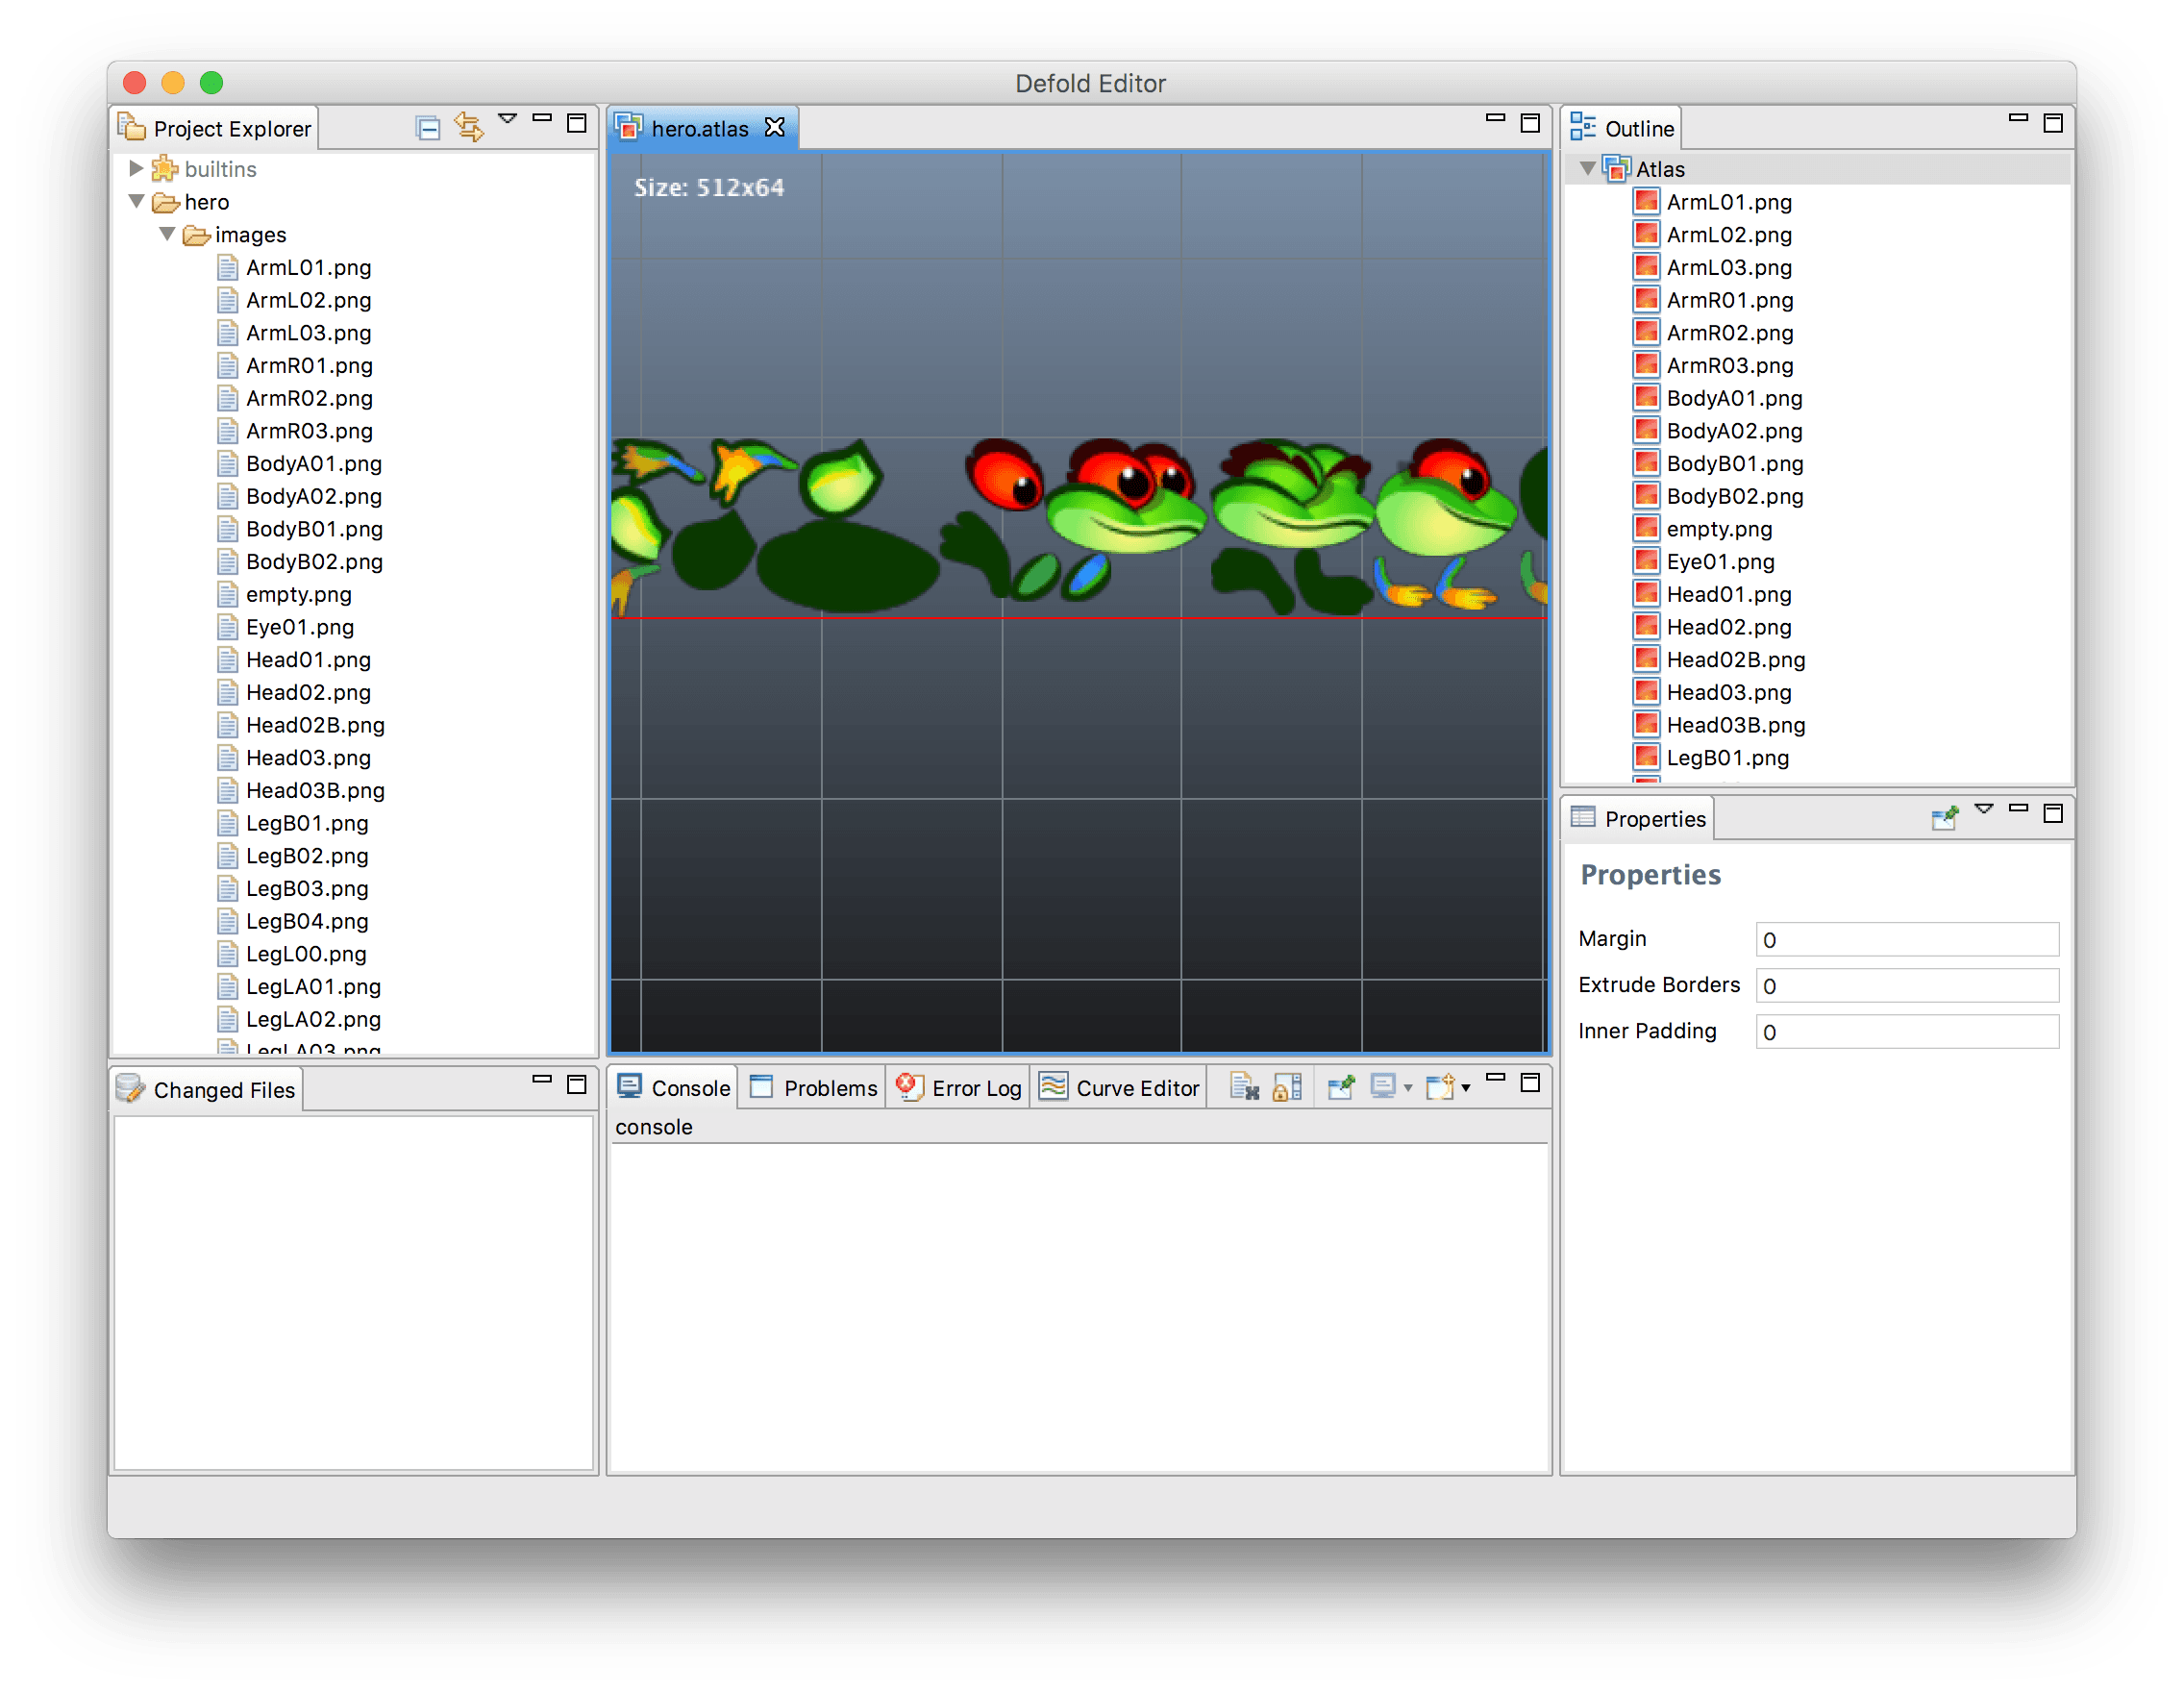 Defold Editor
Project Explorer
builtins
hero
images
ArmL01.png
ArmL02.png
ArmL03.png
ArmR01.png
ArmR02.png
ArmR03.png
BodyA01.png
BodyA02.png
BodyB01.png
BodyB02.png
empty.png
Eye01.png
Head01.png
Head02.png
Head02B.png
Head03.png
Head03B.png
LegB01.png
LegB02.png
LegB03.png
LegB04.png
LegL00.png
LegLA01.png
LegLA02.png
LegLA03.png
Changed Files
hero.atlas
Size: 512x64
Console
Problems
Error Log
Curve Editor
console
Outline
Atlas
ArmL01.png
ArmL02.png
ArmL03.png
ArmR01.png
ArmR02.png
ArmR03.png
BodyA01.png
BodyA02.png
BodyB01.png
BodyB02.png
empty.png
Eye01.png
Head01.png
Head02.png
Head02B.png
Head03.png
Head03B.png
LegB01.png
Properties
Properties
Margin 0
Extrude Borders 0
Inner Padding 0